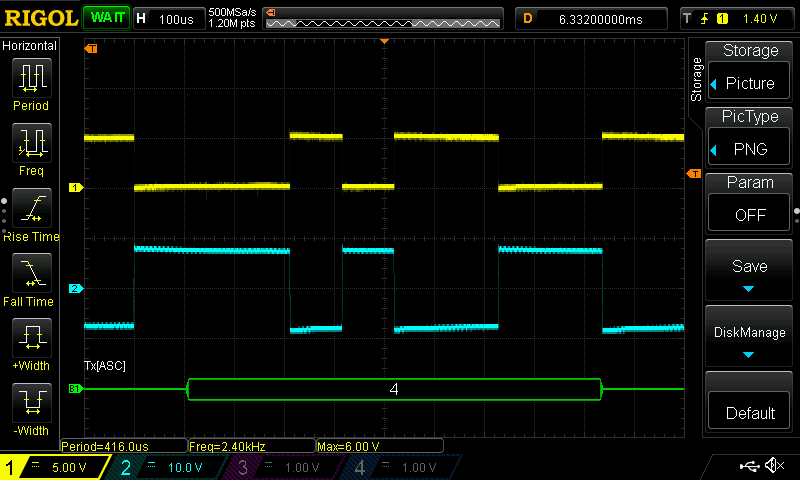 RIGOL WAIT H 100us 500MSa/s 1.20M pts D 6.33200000ms T 1 1.40 V
Horizontal
Period
Freq
Rise Time
Fall Time
+Width
-Width
T
1
T
2
Tx[ASC]
B1
4
Period=416.0us Freq=2.40kHz Max=6.00 V
1 5.00 V 2 10.0 V 3 1.00 V 4 1.00 V
Storage
Storage
Picture
PicType
PNG
Param
OFF
Save
DiskManage
Default